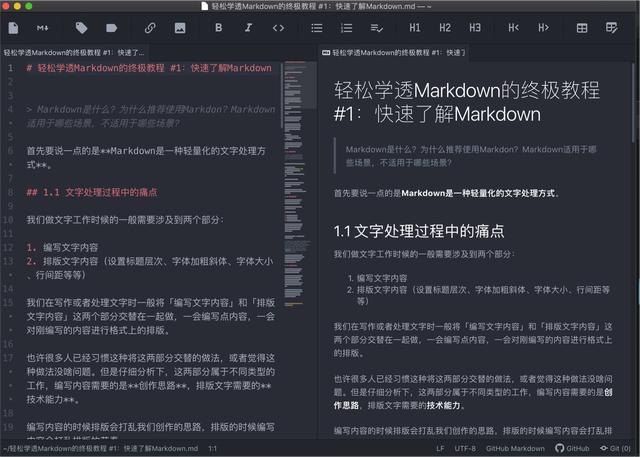 轻松学透Markdown的终极教程 #1：快速了解Markdown.md — ~
B I <> H1 H2 H3 H< H>
轻松学透Markdown的终极教程 #1：快速了解Markdown.m...
轻松学透Markdown的终极教程 #1：快速
1 # 轻松学透Markdown的终极教程 #1：快速了解Markdown
2
3
4 > Markdown是什么？为什么推荐使用Markdon？Markdown
适用于哪些场景，不适用于哪些场景？
5
6 首先要说一点的是**Markdown是一种轻量化的文字处理方
式**。
7
8 ## 1.1 文字处理过程中的痛点
9
10 我们做文字工作时候的一般需要涉及到两个部分：
11
12 1. 编写文字内容
13 2. 排版文字内容（设置标题层次、字体加粗斜体、字体大小
、行间距等等）
14
15 我们在写作或者处理文字时一般将「编写文字内容」和「排版
文字内容」这两个部分交替在一起做，一会编写点内容，一会
对刚编写的内容进行格式上的排版。
16
17 也许很多人已经习惯这种将这两部分交替的做法，或者觉得这
种做法没啥问题。但是仔细分析下，这两部分属于不同类型的
工作，编写内容需要的是**创作思路**，排版文字需要的**
技术能力**。
18
19 编写内容的时候排版会打乱我们创作的思路，排版的时候编写
轻松学透Markdown的终极教程
#1：快速了解Markdown
Markdown是什么？为什么推荐使用Markdon？Markdown适用于哪
些场景，不适用于哪些场景？
首先要说一点的是Markdown是一种轻量化的文字处理方式。
1.1 文字处理过程中的痛点
我们做文字工作时候的一般需要涉及到两个部分：
1. 编写文字内容
2. 排版文字内容（设置标题层次、字体加粗斜体、字体大小、行间距等
等）
我们在写作或者处理文字时一般将「编写文字内容」和「排版文字内容」这
两个部分交替在一起做，一会编写点内容，一会对刚编写的内容进行格式上
的排版。
也许很多人已经习惯这种将这两部分交替的做法，或者觉得这种做法没啥问
题。但是仔细分析下，这两部分属于不同类型的工作，编写内容需要的是创
作思路，排版文字需要的技术能力。
编写内容的时候排版会打乱我们创作的思路，排版的时候编写内容会打乱排
~/轻松学透Markdown的终极教程 #1：快速了解Markdown.md 1:1 LF UTF-8 GitHub Markdown GitHub Git (0)